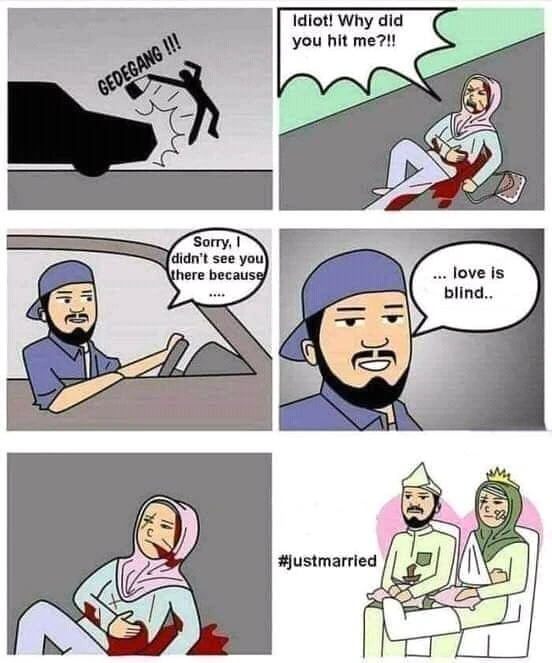 GEDEGANG !!!
Idiot! Why did
you hit me?!!
Sorry, I
didn't see you
there because
....
... love is
blind..
#justmarried